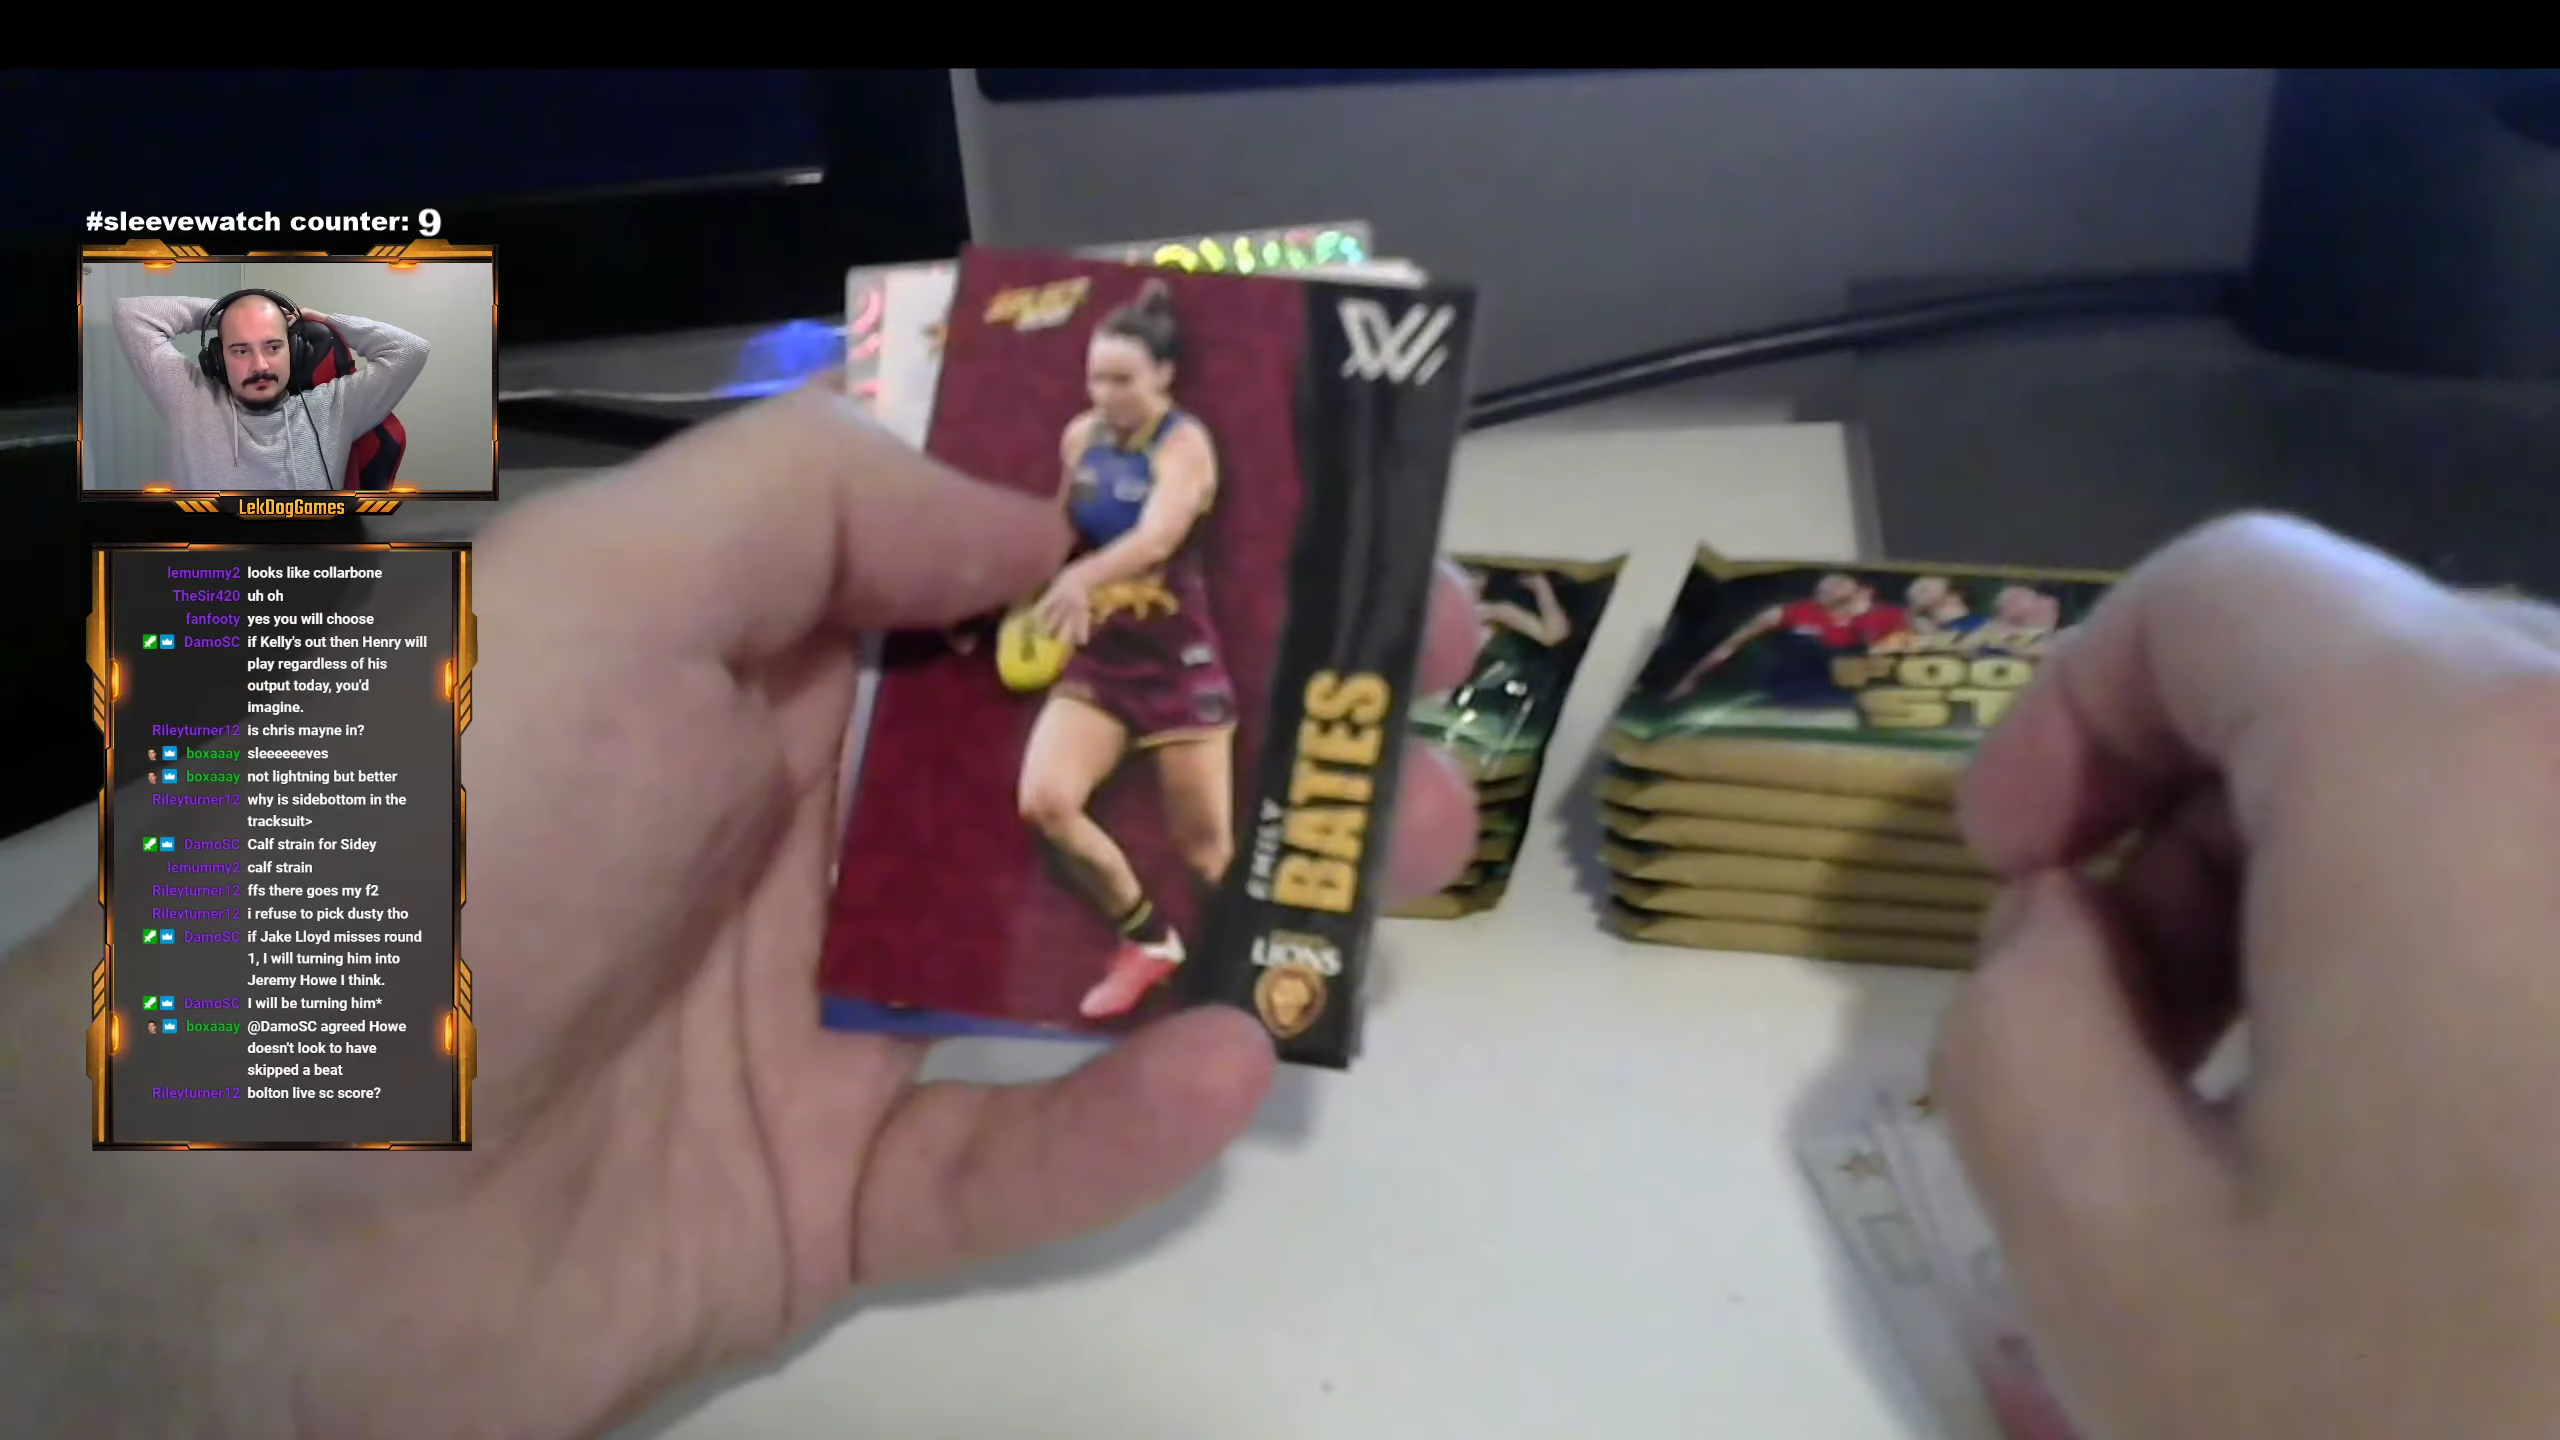 #sleevewatch counter: 9
LekDogGames
lemummy2 looks like collarbone
TheSir420 uh oh
fanfooty yes you will choose
DamoSC if Kelly's out then Henry will
play regardless of his
output today, you'd
imagine.
Rileyturner12 is chris mayne in?
boxaaay sleeeeeeves
boxaaay not lightning but better
Rileyturner12 why is sidebottom in the
tracksuit>
DamoSC Calf strain for Sidey
lemummy2 calf strain
Rileyturner12 ffs there goes my f2
Rileyturner12 i refuse to pick dusty tho
DamoSC if Jake Lloyd misses round
1, I will turning him into
Jeremy Howe I think.
DamoSC I will be turning him*
boxaaay @DamoSC agreed Howe
doesn't look to have
skipped a beat
Rileyturner12 bolton live sc score?
SELECT
W
EMILY
BATES
LIONS